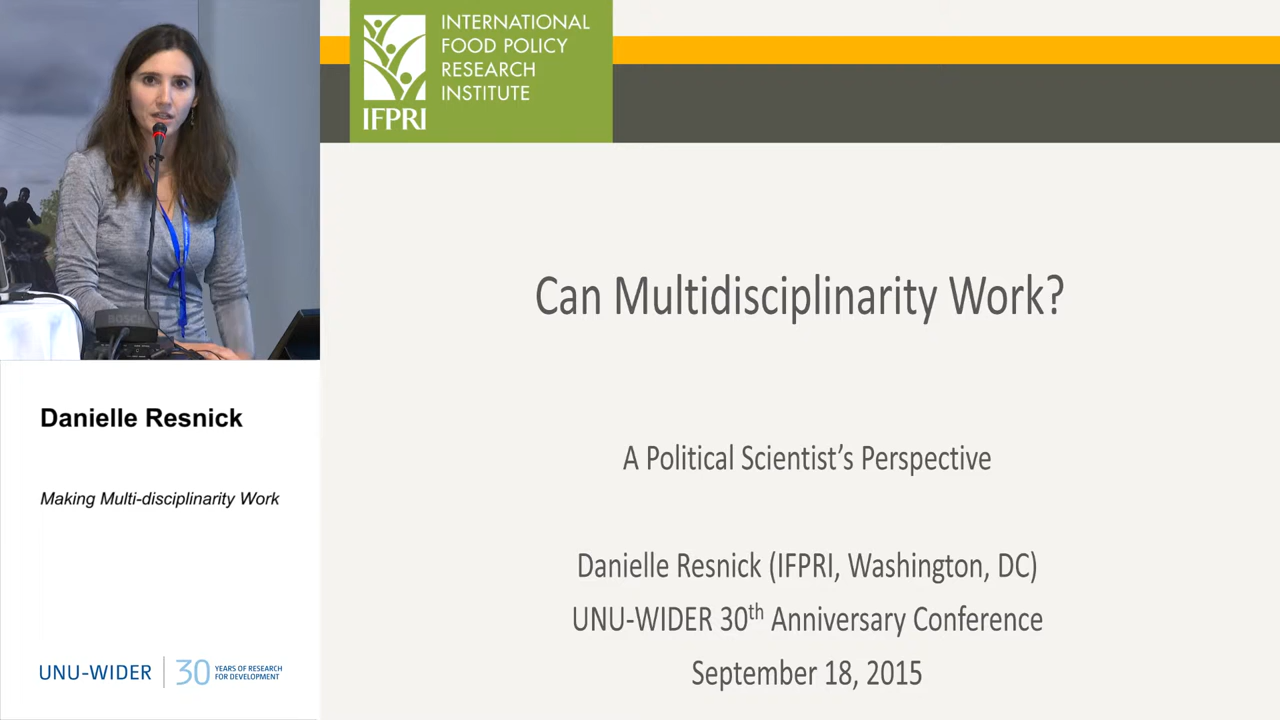 INTERNATIONAL
FOOD POLICY
RESEARCH
INSTITUTE
IFPRI
Can Multidisciplinarity Work?
A Political Scientist's Perspective
Danielle Resnick (IFPRI, Washington, DC)
UNU-WIDER 30th Anniversary Conference
September 18, 2015
BOSCH
Danielle Resnick
Making Multi-disciplinarity Work
UNU-WIDER
30 YEARS OF RESEARCH
FOR DEVELOPMENT